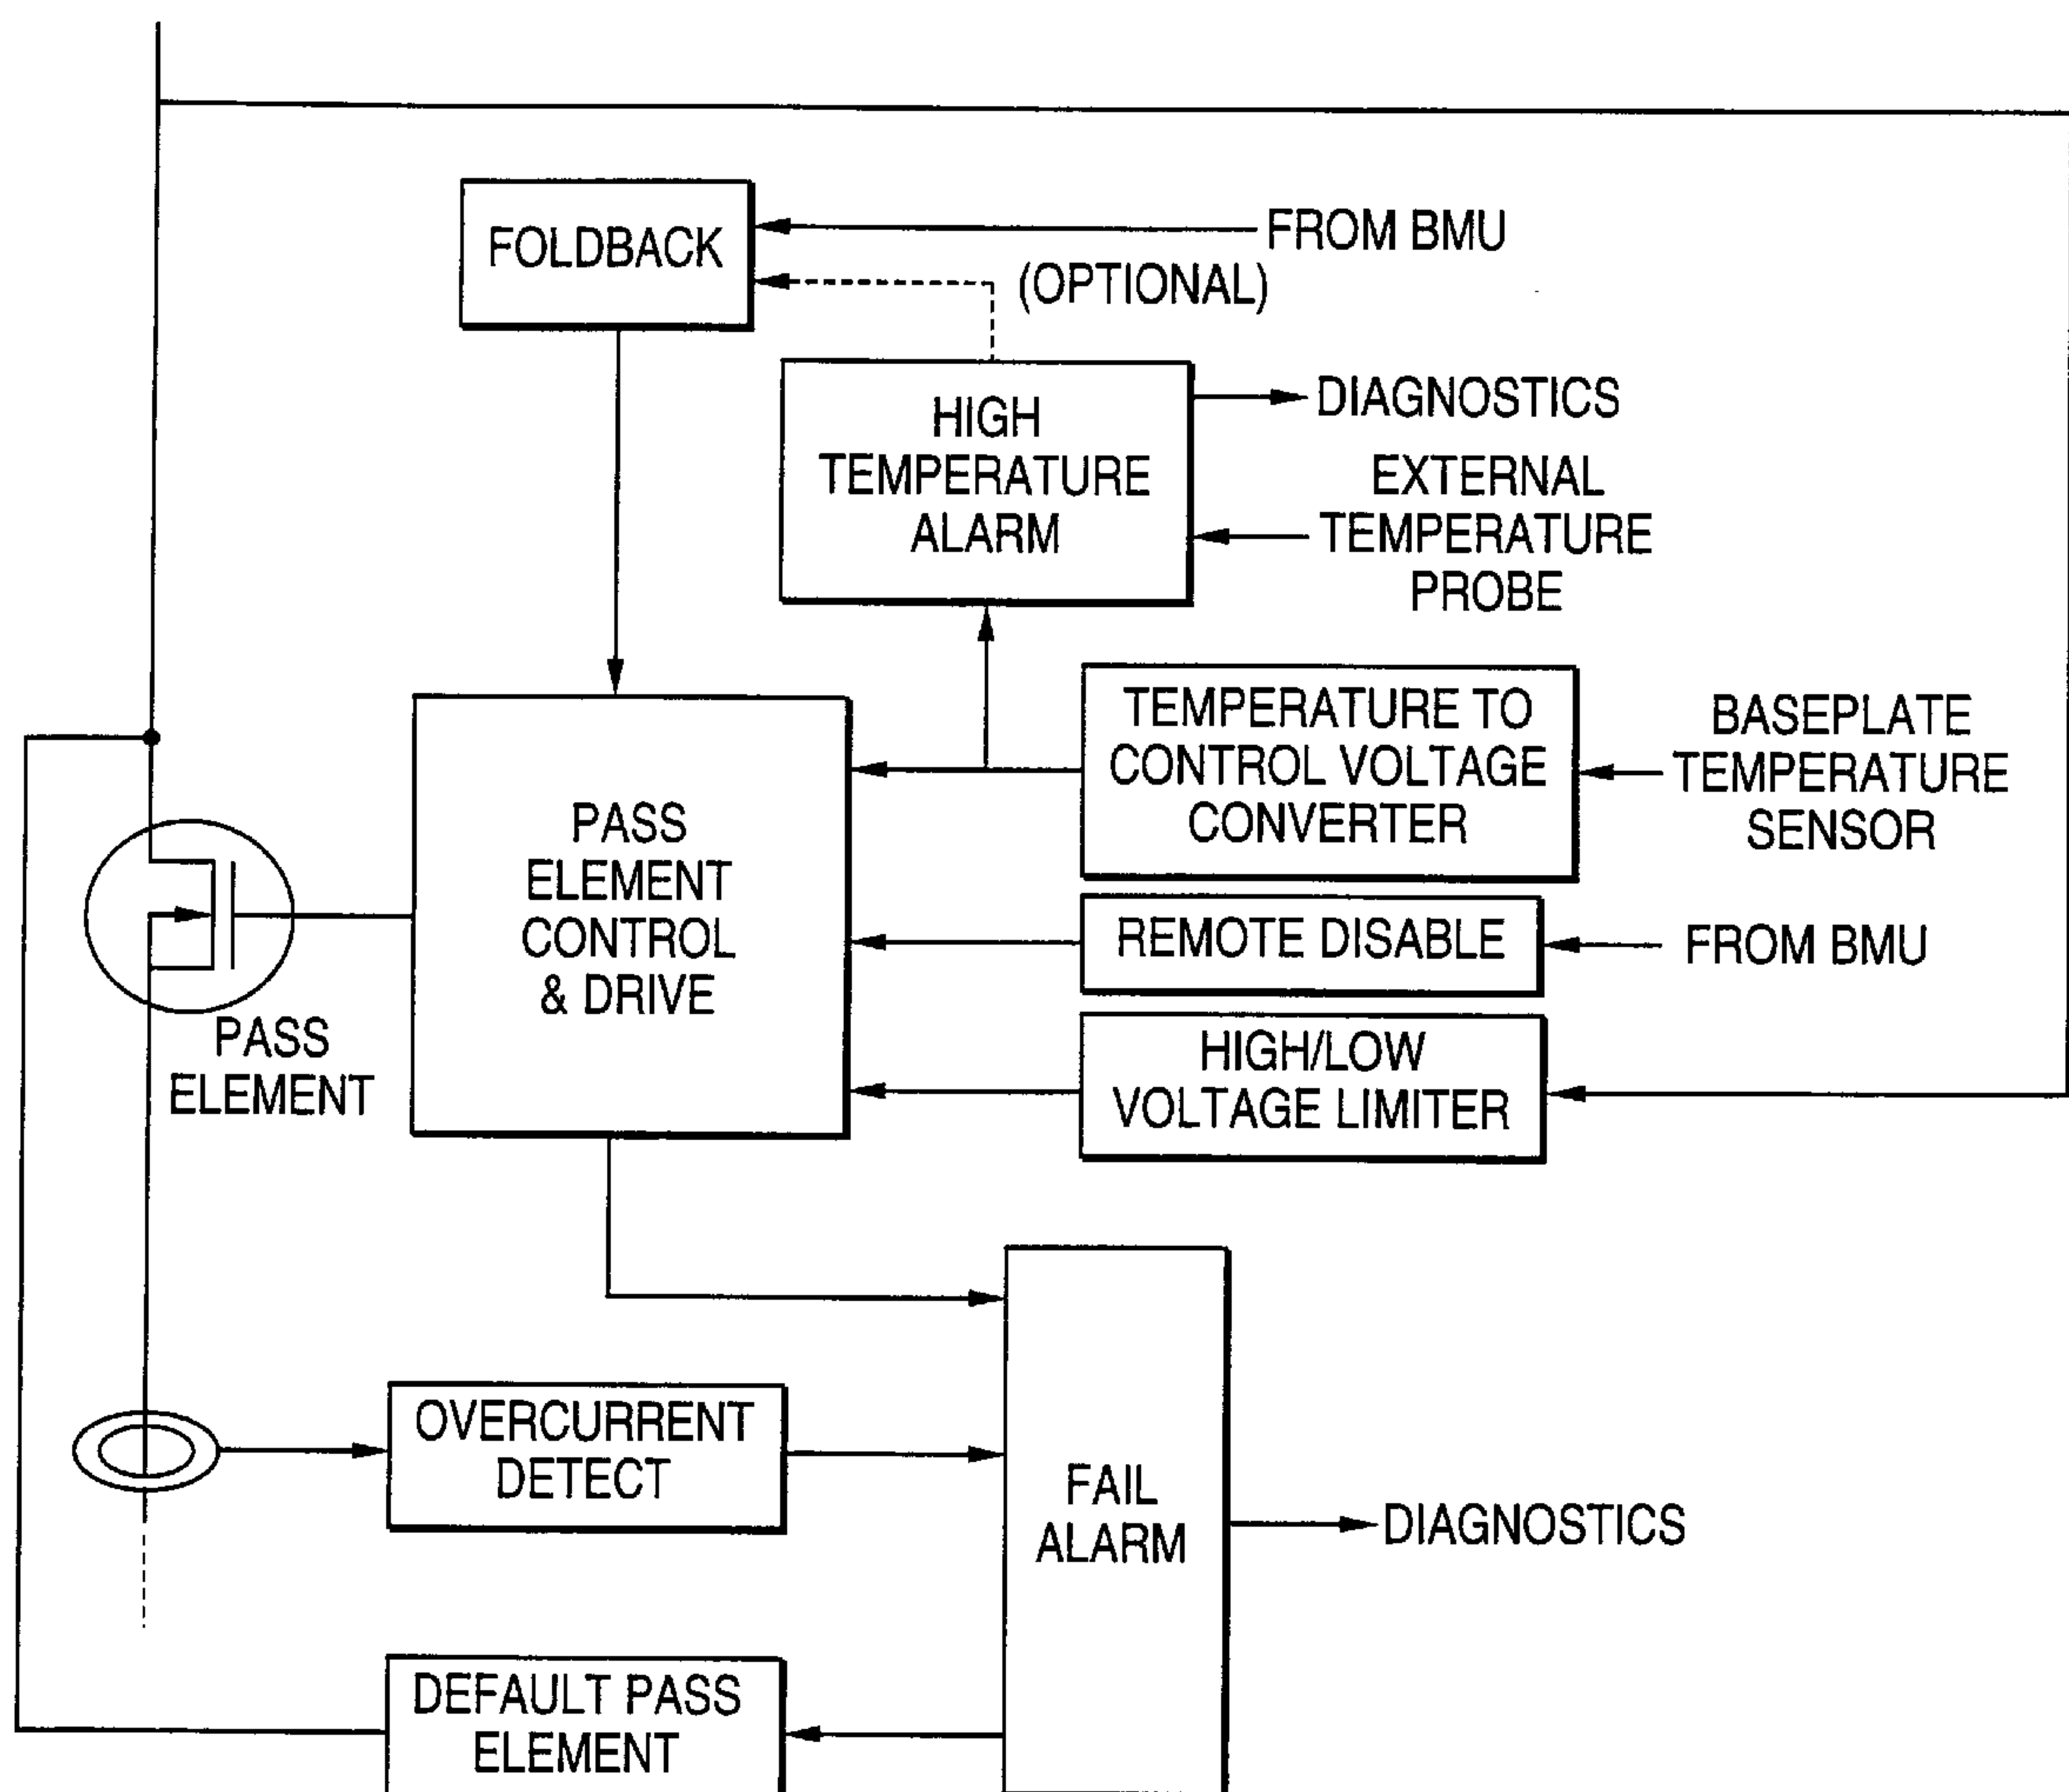 FOLDBACK
FROM BMU
(OPTIONAL)
HIGH
TEMPERATURE
ALARM
DIAGNOSTICS
EXTERNAL
TEMPERATURE
PROBE
TEMPERATURE TO
CONTROL VOLTAGE
CONVERTER
BASEPLATE
TEMPERATURE
SENSOR
PASS
ELEMENT
CONTROL
& DRIVE
REMOTE DISABLE
FROM BMU
PASS
ELEMENT
HIGH/LOW
VOLTAGE LIMITER
OVERCURRENT
DETECT
FAIL
ALARM
DIAGNOSTICS
DEFAULT PASS
ELEMENT